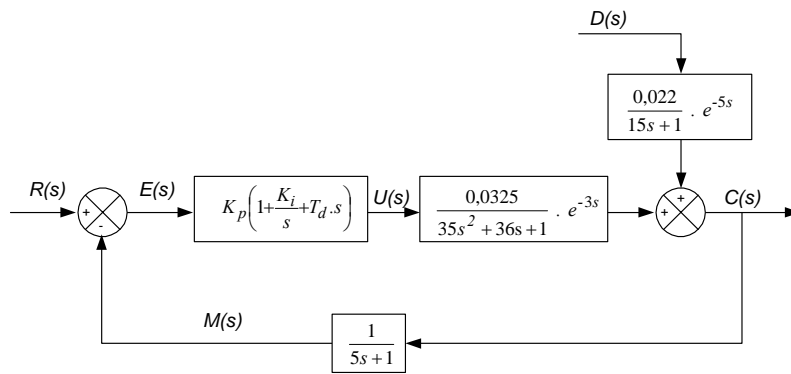 D(s)
0,022
15s+1 . e^-5s
R(s)
E(s)
U(s)
C(s)
+
-
K_p(1+K_i/s+T_d.s)
0,0325
35s^2+36s+1 . e^-3s
+
+
M(s)
1
5s+1